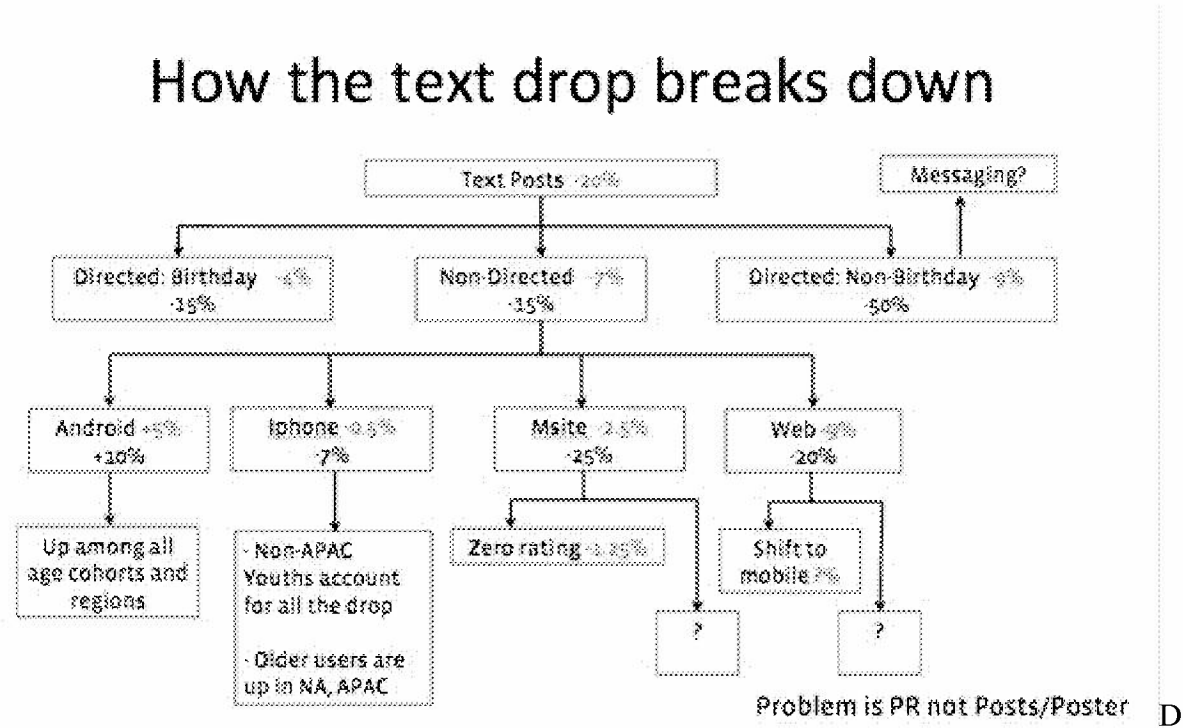 How the text drop breaks down
Text Posts -20%
Messaging?
Directed: Birthday -4%
-15%
Non-Directed -7%
-15%
Directed: Non-Birthday -9%
-50%
Android +5%
+10%
Iphone -0.5%
-7%
Msite -2.5%
-25%
Web -9%
-20%
Up among all
age cohorts and
regions
- Non-APAC
Youths account
for all the drop
- Older users are
up in NA, APAC
Zero rating -1.25%
Shift to
mobile ?%
?
?
Problem is PR not Posts/Poster
D